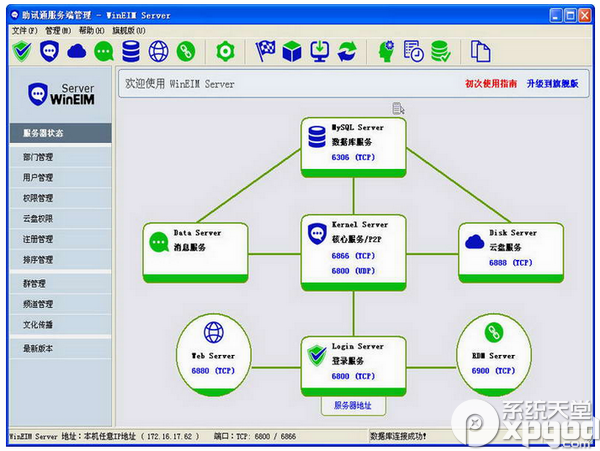 助讯通服务端管理 - WinEIM Server
文件(F) 管理(M) 帮助(H) 旗舰版(U)
Server
WinEIM
欢迎使用 WinEIM Server
初次使用指南 升级到旗舰版
服务器状态
部门管理
用户管理
权限管理
云盘权限
注册管理
排序管理
群管理
频道管理
文化传播
最新版本
MySQL Server
数据库服务
6306 (TCP)
Data Server
消息服务
Kernel Server
核心服务/P2P
6866 (TCP)
6800 (UDP)
Disk Server
云盘服务
6888 (TCP)
Web Server
6880 (TCP)
Login Server
登录服务
6800 (TCP)
RDM Server
6900 (TCP)
服务器地址
系统天堂
WinEIM Server 地址：本机任意IP地址 ( 172.16.17.62 ) 端口：TCP: 6800 / 6866
数据库连接成功!